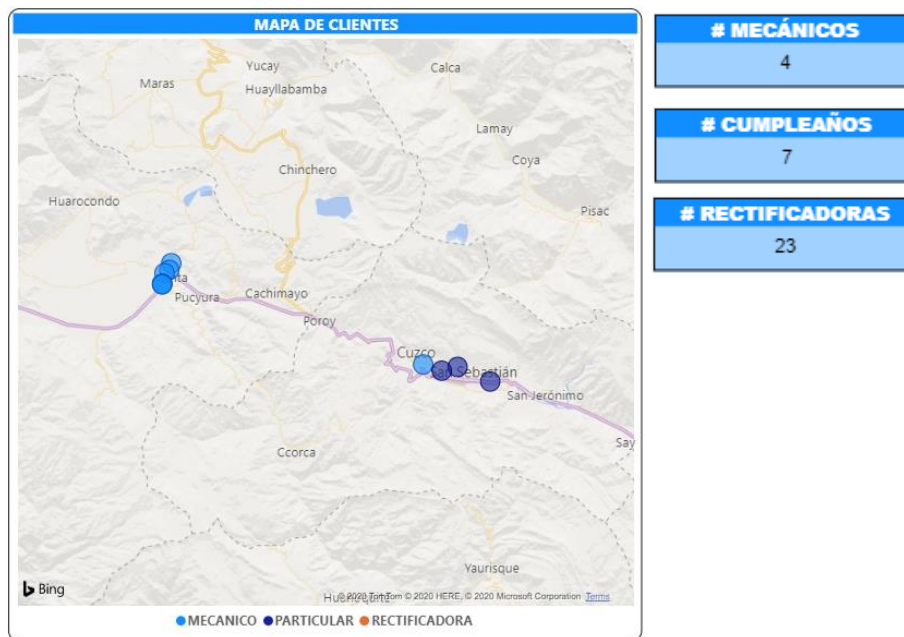 MAPA DE CLIENTES
Yucay
Calca
Maras
Huayllabamba
Lamay
Chinchero
Coya
Huarocondo
Pisac
Pucyura
Cachimayo
Poroy
Cuzco
San Sebastián
San Jerónimo
Ccorca
Yaurisque
Bing
© 2020 TomTom © 2020 HERE, © 2020 Microsoft Corporation Terms
MECANICO PARTICULAR RECTIFICADORA
# MECÁNICOS
4
# CUMPLEAÑOS
7
# RECTIFICADORAS
23